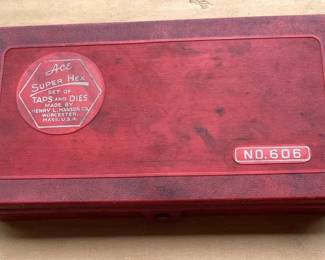 ACE
SUPER HEX
SET OF
TAPS AND DIES
MADE BY
HENRY L. HANSON CO.
WORCESTER,
MASS. U.S.A.
NO. 606